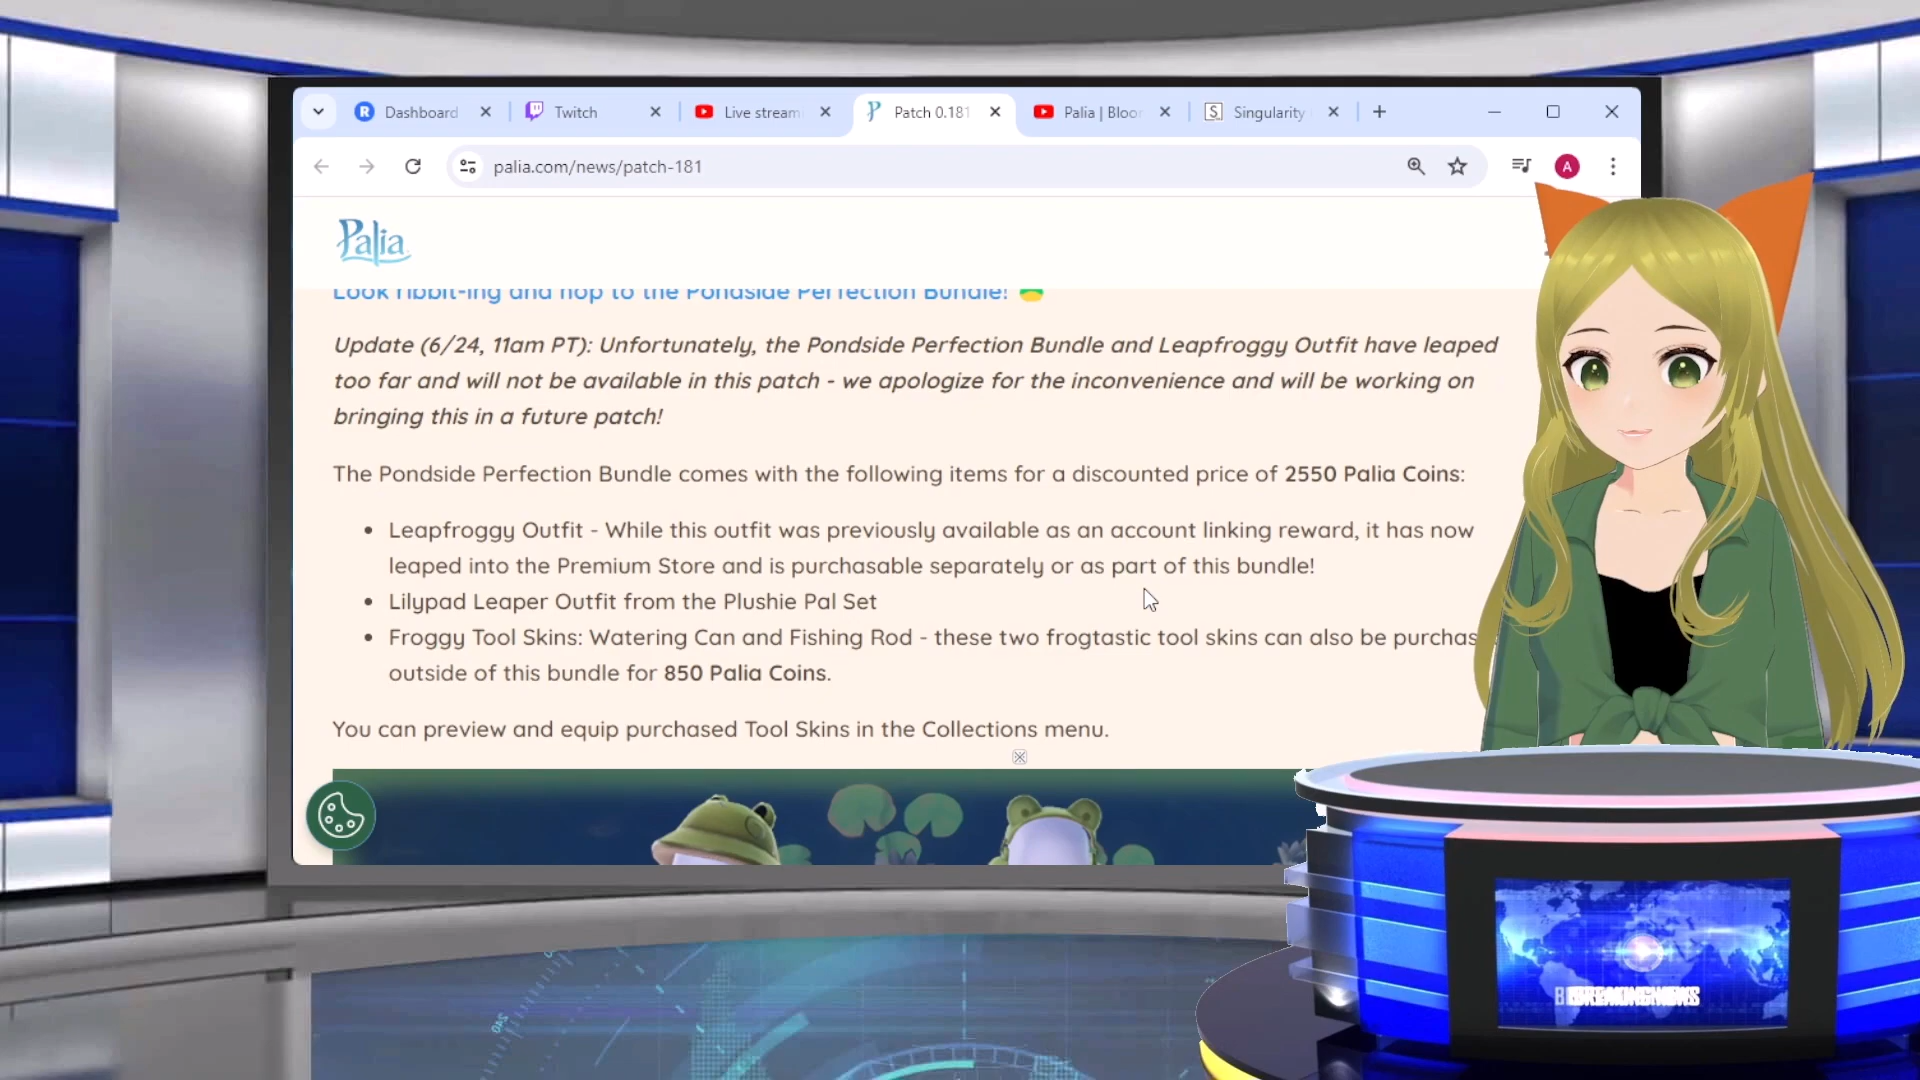 Dashboard
Twitch
Live stream
Patch 0.181
Palia | Bloor
Singularity
palia.com/news/patch-181
A
Palia
Look ribbit-ing and hop to the Pondside Perfection Bundle!
Update (6/24, 11am PT): Unfortunately, the Pondside Perfection Bundle and Leapfroggy Outfit have leaped
too far and will not be available in this patch - we apologize for the inconvenience and will be working on
bringing this in a future patch!
The Pondside Perfection Bundle comes with the following items for a discounted price of 2550 Palia Coins:
• Leapfroggy Outfit - While this outfit was previously available as an account linking reward, it has now
leaped into the Premium Store and is purchasable separately or as part of this bundle!
• Lilypad Leaper Outfit from the Plushie Pal Set
• Froggy Tool Skins: Watering Can and Fishing Rod - these two frogtastic tool skins can also be purchas
outside of this bundle for 850 Palia Coins.
You can preview and equip purchased Tool Skins in the Collections menu.